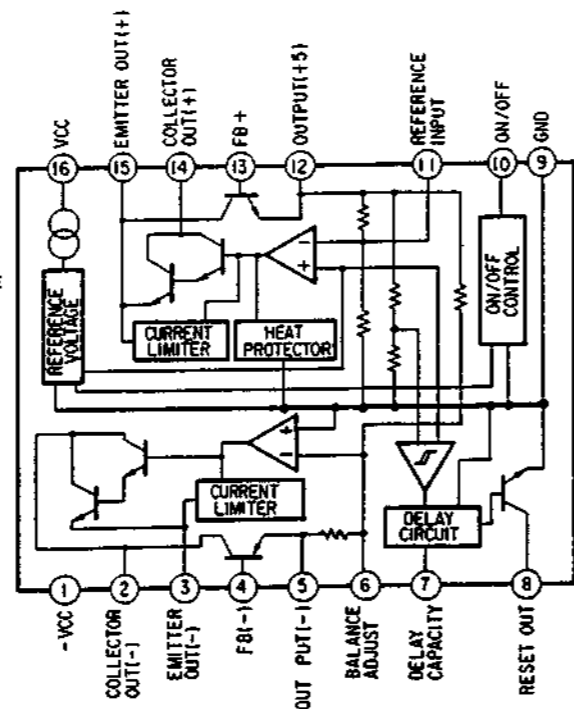 VCC
EMITTER OUT(+)
COLLECTOR
OUT(+)
FB+
OUTPUT(+5)
REFERENCE
INPUT
ON/OFF
GND
16
15
14
13
12
11
10
9
REFERENCE
VOLTAGE
CURRENT
LIMITER
HEAT
PROTECTOR
-
+
ON/OFF
CONTROL
+
-
CURRENT
LIMITER
DELAY
CIRCUIT
1
2
3
4
5
6
7
8
-VCC
COLLECTOR
OUT(-)
EMITTER
OUT(-)
FB(-)
OUT PUT(-)
BALANCE
ADJUST
DELAY
CAPACITY
RESET OUT